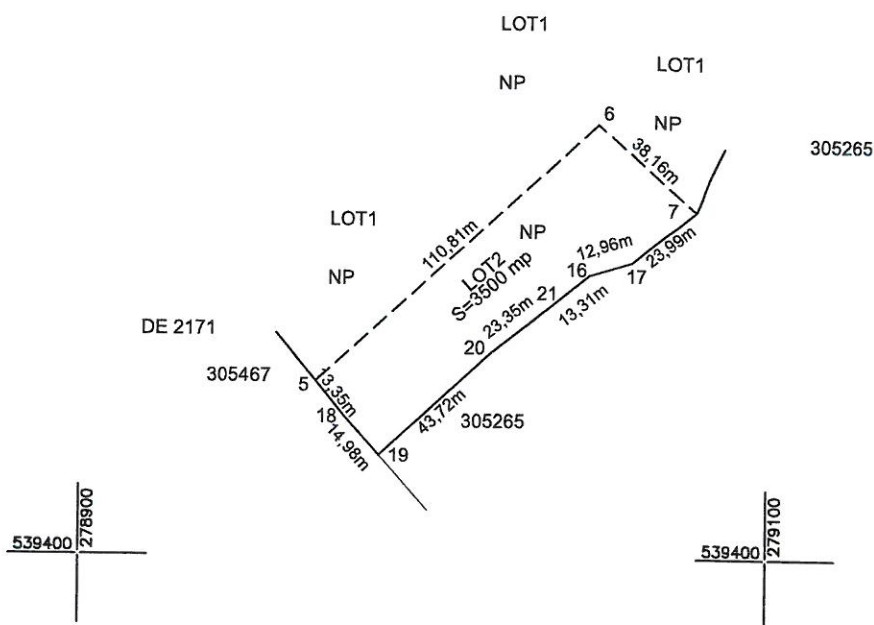 LOT1
LOT1
NP
6
NP
305265
38,16m
7
LOT1
NP
110,81m
NP
12,96m
23,99m
NP
LOT2
S=3500 mp
16
17
21
13,31m
23,35m
DE 2171
20
305467
5
13,35m
18
43,72m
305265
14,98m
19
539400
278900
539400
279100